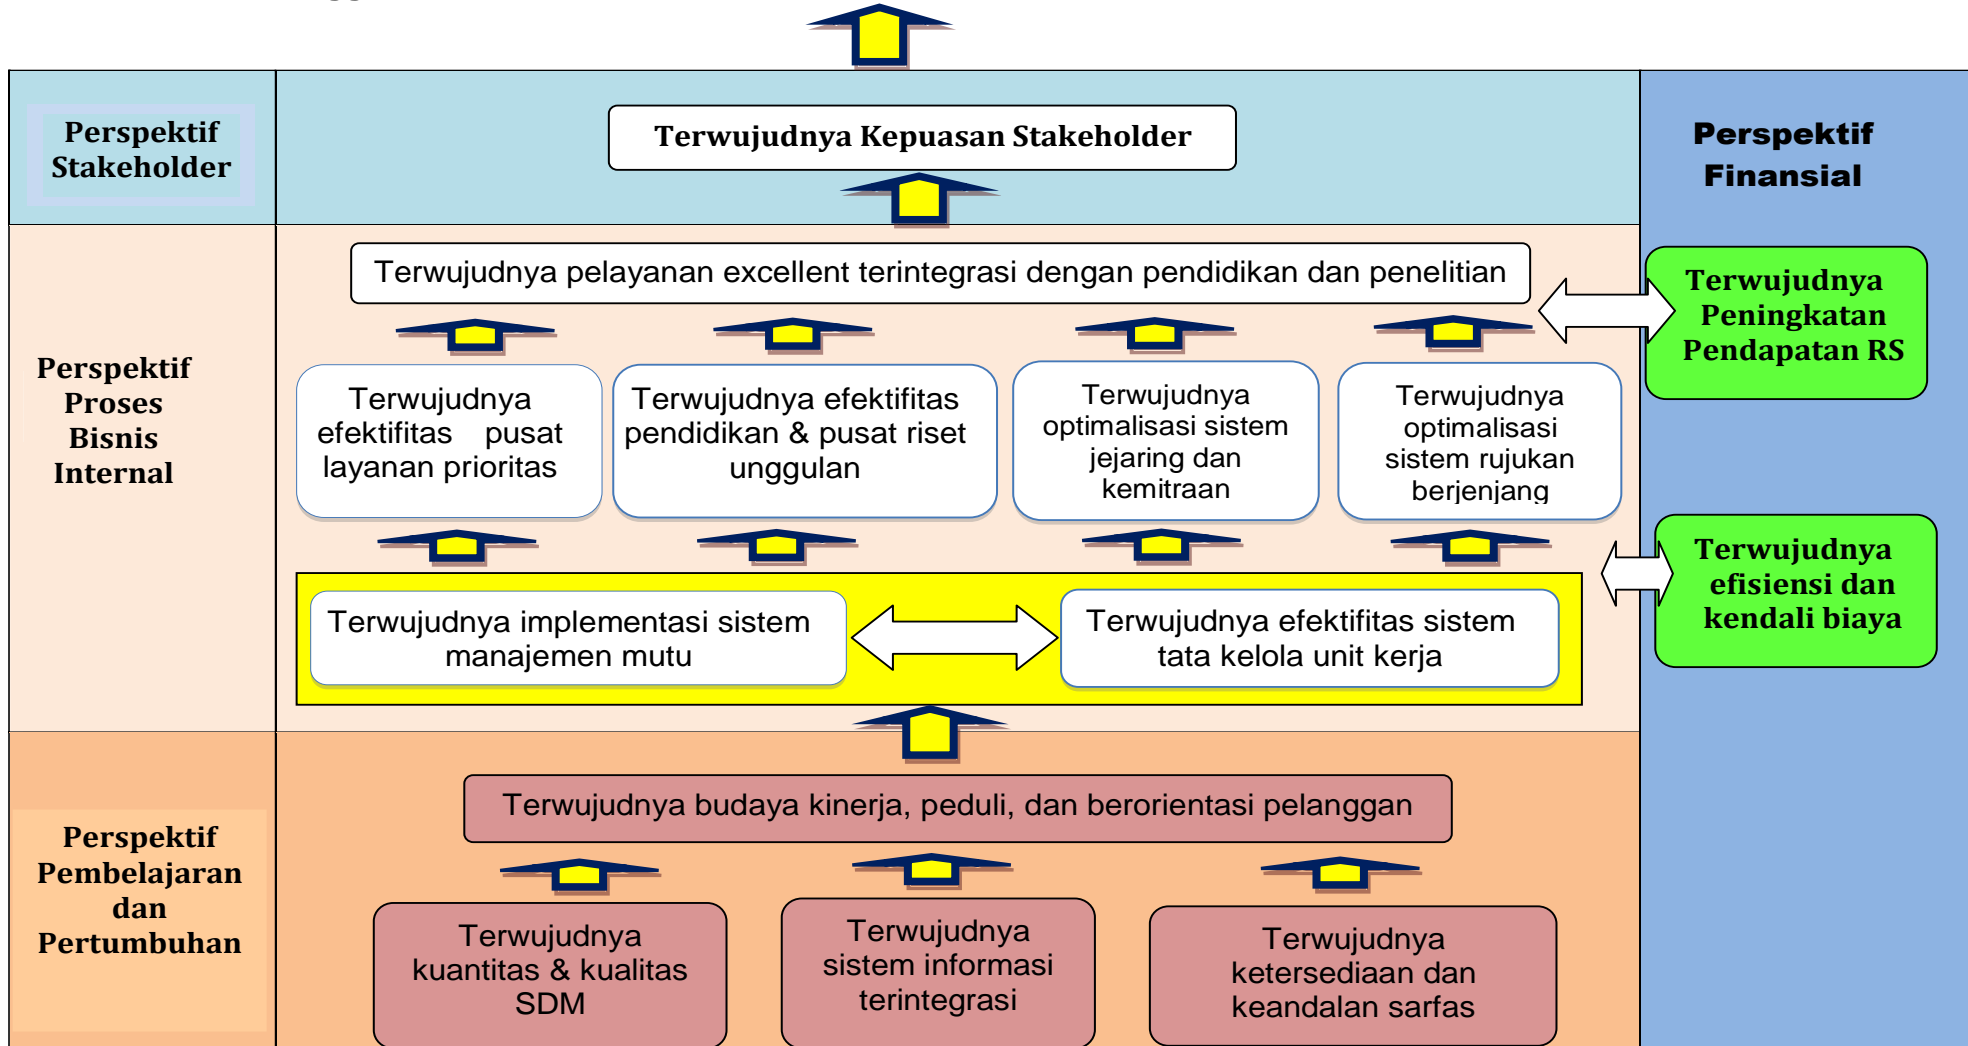 Perspektif
Stakeholder
Terwujudnya Kepuasan Stakeholder
Perspektif
Finansial
Perspektif
Proses
Bisnis
Internal
Terwujudnya pelayanan excellent terintegrasi dengan pendidikan dan penelitian
Terwujudnya
Peningkatan
Pendapatan RS
Terwujudnya
efektifitas pusat
layanan prioritas
Terwujudnya efektifitas
pendidikan & pusat riset
unggulan
Terwujudnya
optimalisasi sistem
jejaring dan
kemitraan
Terwujudnya
optimalisasi
sistem rujukan
berjenjang
Terwujudnya
efisiensi dan
kendali biaya
Terwujudnya implementasi sistem
manajemen mutu
Terwujudnya efektifitas sistem
tata kelola unit kerja
Perspektif
Pembelajaran
dan
Pertumbuhan
Terwujudnya budaya kinerja, peduli, dan berorientasi pelanggan
Terwujudnya
kuantitas & kualitas
SDM
Terwujudnya
sistem informasi
terintegrasi
Terwujudnya
ketersediaan dan
keandalan sarfas